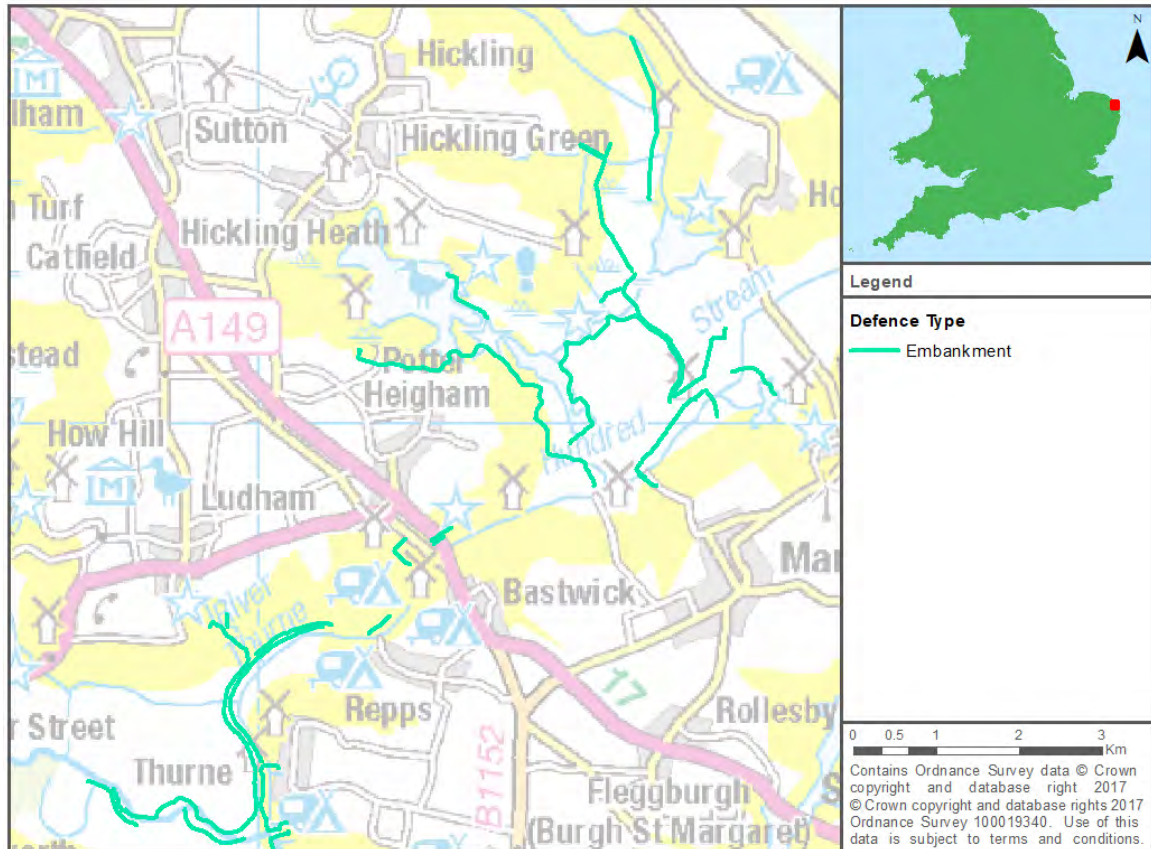 Hickling
Sutton
Hickling Green
Turf
Catfield
Hickling Heath
A149
Stream
Potter
Heigham
How Hill
Hundred
Ludham
Bastwick
River
Thurne
Repps
17
Rollesby
r Street
Thurne
B1152
Fleggburgh
(Burgh St Margaret)
N
Legend
Defence Type
Embankment
0 0.5 1 2 3
Km
Contains Ordnance Survey data © Crown
copyright and database right 2017
© Crown copyright and database rights 2017
Ordnance Survey 100019340. Use of this
data is subject to terms and conditions.